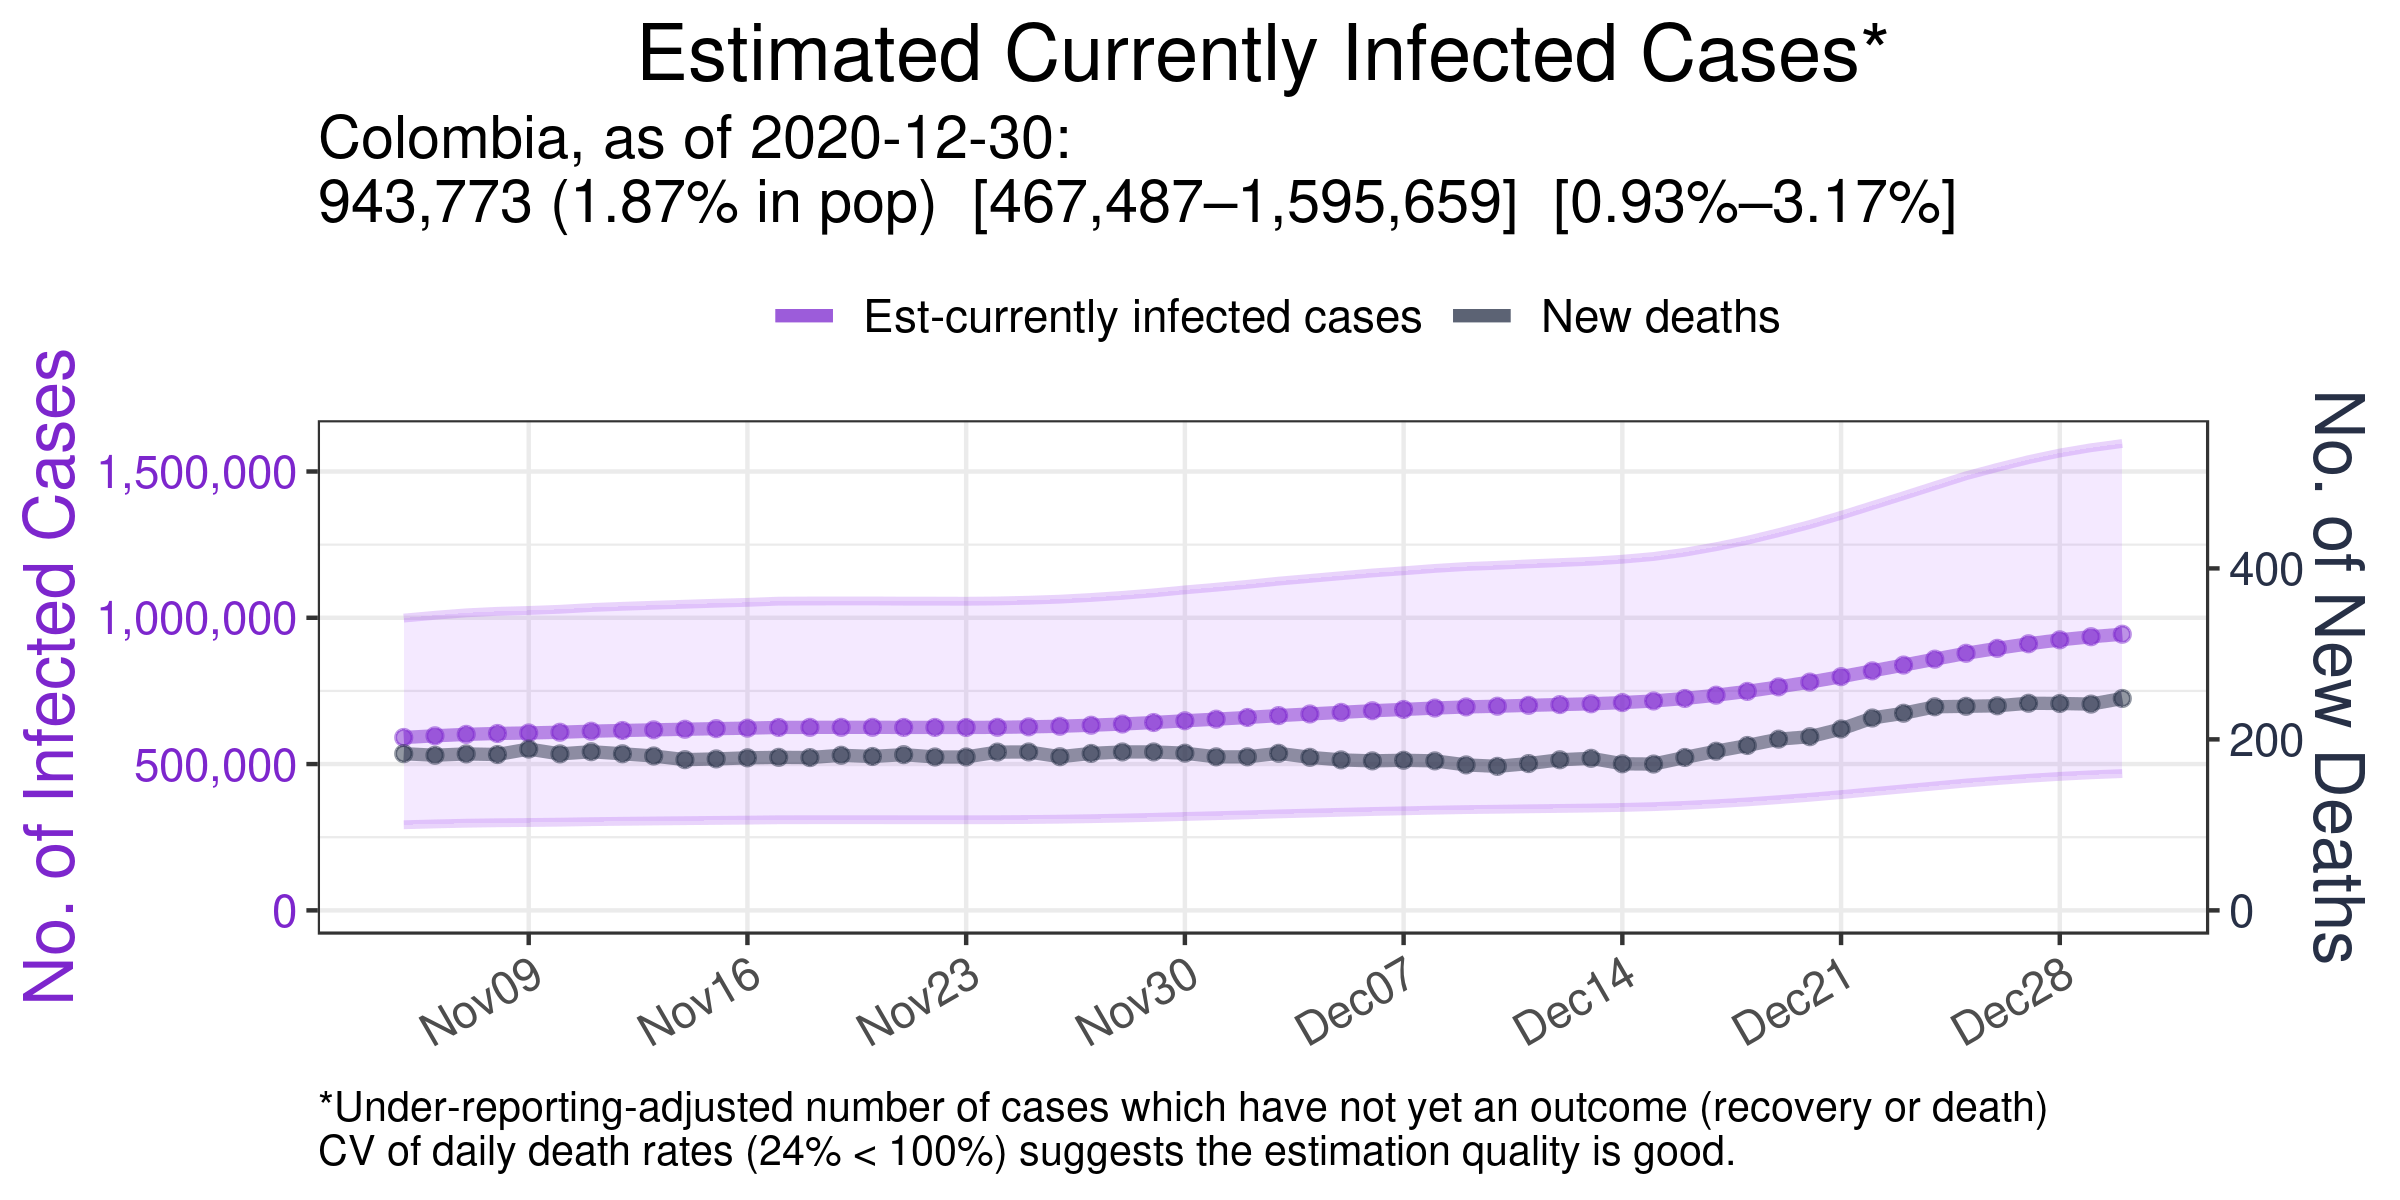 Estimated Currently Infected Cases*
Colombia, as of 2020-12-30:
943,773 (1.87% in pop)  [467,487–1,595,659]  [0.93%–3.17%]
Est-currently infected cases
New deaths
No. of Infected Cases
1,500,000
1,000,000
500,000
0
400
200
0
No. of New Deaths
Nov09
Nov16
Nov23
Nov30
Dec07
Dec14
Dec21
Dec28
*Under-reporting-adjusted number of cases which have not yet an outcome (recovery or death)
CV of daily death rates (24% < 100%) suggests the estimation quality is good.